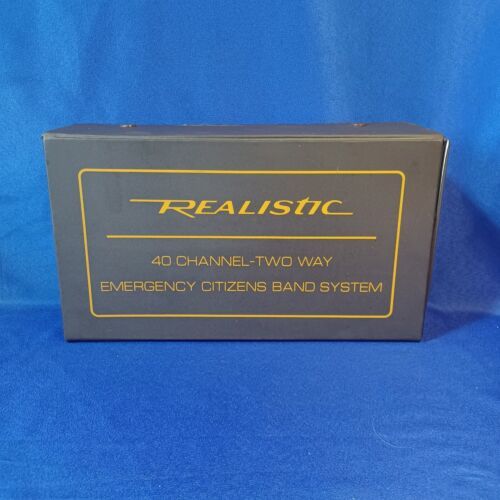 REALISTIC
40 CHANNEL-TWO WAY
EMERGENCY CITIZENS BAND SYSTEM